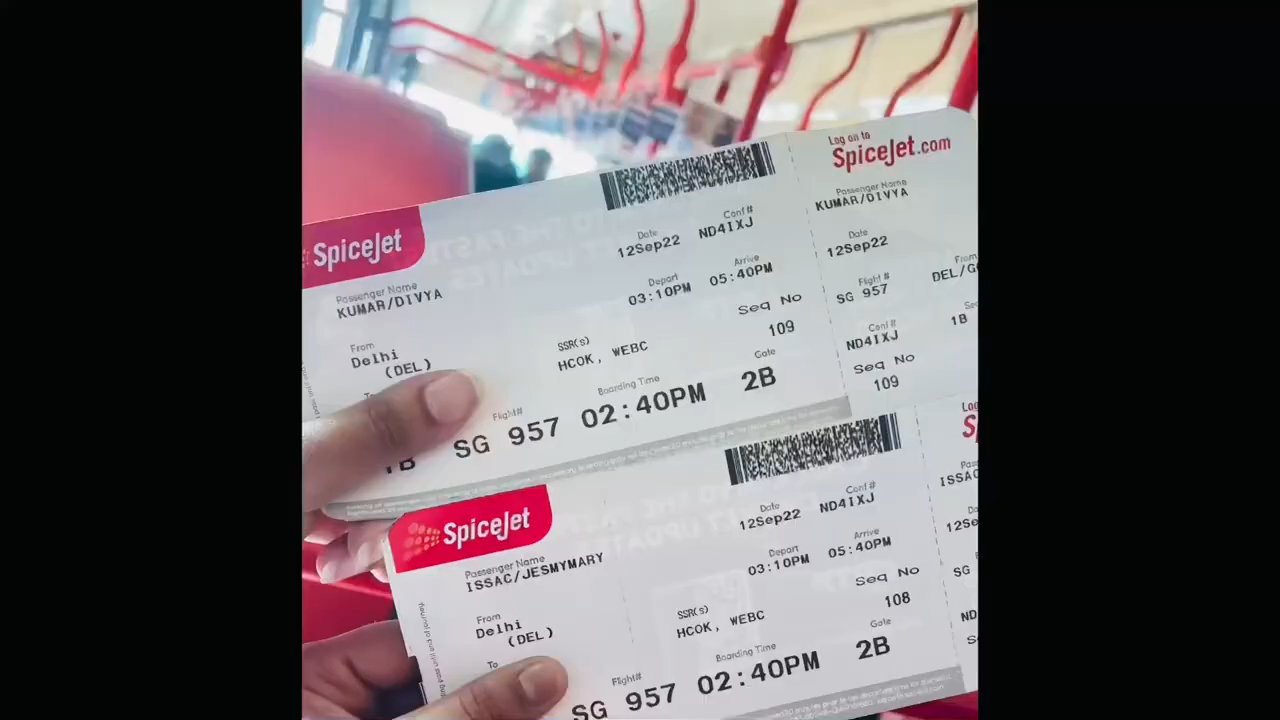 SpiceJet
Date Conf #
12Sep22 ND4IXJ
Passenger Name
KUMAR/DIVYA
Depart Arrive
03:10PM 05:40PM
From
Delhi
(DEL)
SSR(s)
HCOK, WEBC
Seq No
109
Flight# Boarding Time Gate
1B SG 957 02:40PM 2B
Log on to
SpiceJet.com
Passenger Name
KUMAR/DIVYA
Date
12Sep22
Flight # From
SG 957
Conf #
ND4IXJ 1B
Seq No
109
SpiceJet
Date Conf #
12Sep22 ND4IXJ
Passenger Name
ISSAC/JESMYMARY
Depart Arrive
03:10PM 05:40PM
From
Delhi
(DEL)
To
SSR(s)
HCOK, WEBC
Seq No
108
Flight# Boarding Time Gate
SG 957 02:40PM 2B
Log
SG